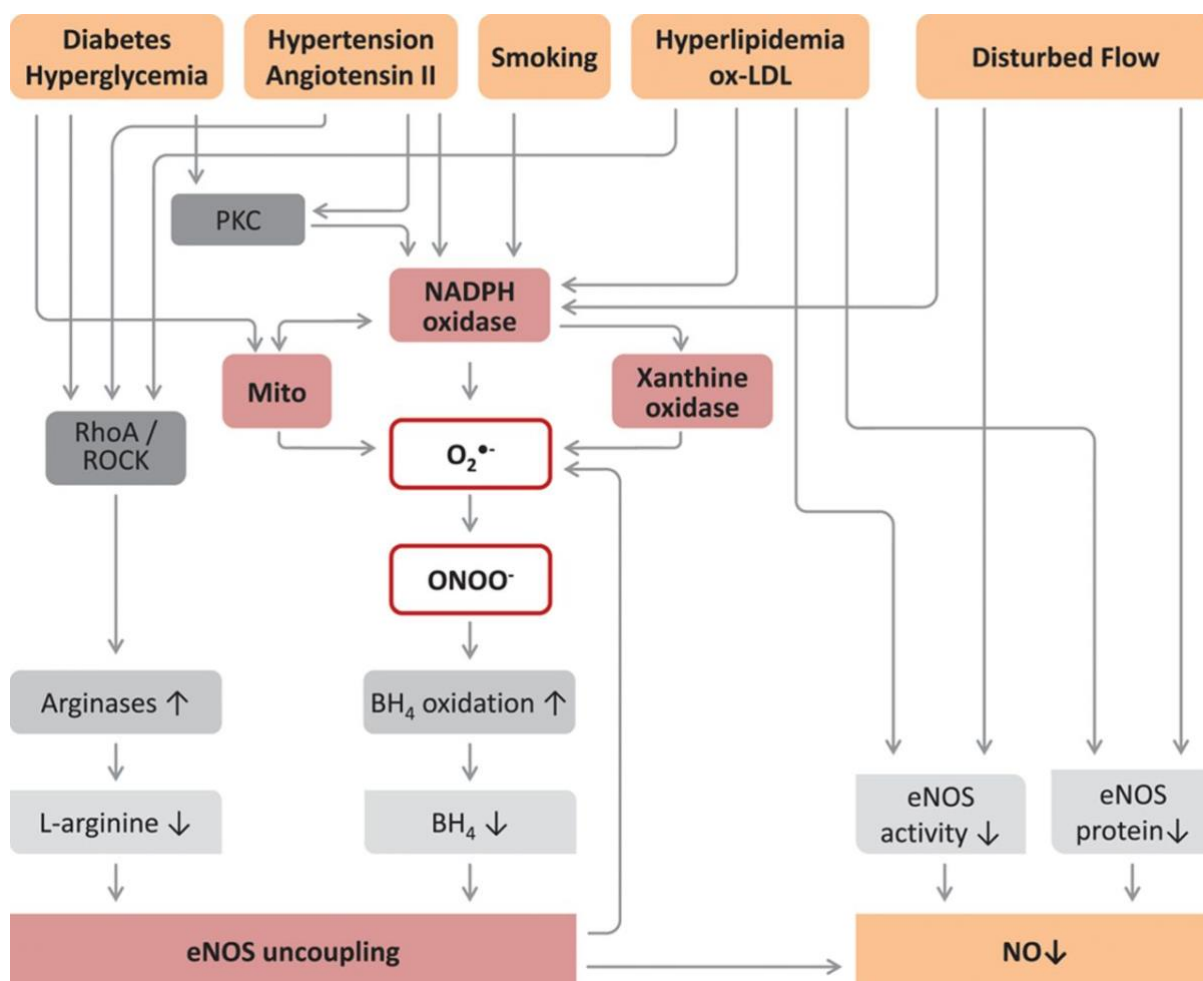 Diabetes
Hyperglycemia
Hypertension
Angiotensin II
Smoking
Hyperlipidemia
ox-LDL
Disturbed Flow
PKC
NADPH
oxidase
Mito
Xanthine
oxidase
RhoA /
ROCK
O₂•-
ONOO-
Arginases ↑
BH₄ oxidation ↑
L-arginine ↓
BH₄ ↓
eNOS
activity ↓
eNOS
protein↓
eNOS uncoupling
NO↓